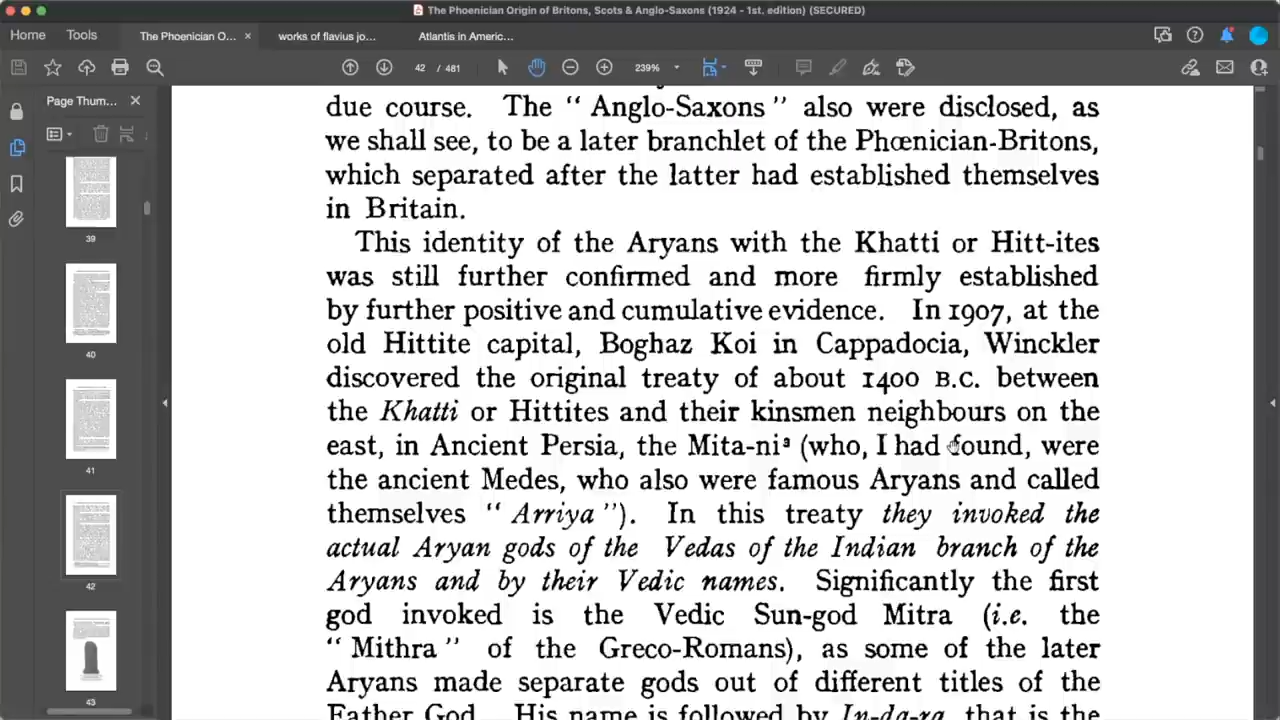 The Phoenician Origin of Britons, Scots & Anglo-Saxons (1924 - 1st, edition) (SECURED)
Home Tools The Phoenician O... × works of flavius jo... Atlantis in Americ...
42 / 481 239%
Page Thum... ×
39
40
41
42
43
due course. The “ Anglo-Saxons ” also were disclosed, as
we shall see, to be a later branchlet of the Phœnician-Britons,
which separated after the latter had established themselves
in Britain.
This identity of the Aryans with the Khatti or Hitt-ites
was still further confirmed and more firmly established
by further positive and cumulative evidence. In 1907, at the
old Hittite capital, Boghaz Koi in Cappadocia, Winckler
discovered the original treaty of about 1400 B.C. between
the Khatti or Hittites and their kinsmen neighbours on the
east, in Ancient Persia, the Mita-ni³ (who, I had found, were
the ancient Medes, who also were famous Aryans and called
themselves “ Arriya ”). In this treaty they invoked the
actual Aryan gods of the Vedas of the Indian branch of the
Aryans and by their Vedic names. Significantly the first
god invoked is the Vedic Sun-god Mitra (i.e. the
“ Mithra ” of the Greco-Romans), as some of the later
Aryans made separate gods out of different titles of the
Father God. His name is followed by In-da-ra, that is the